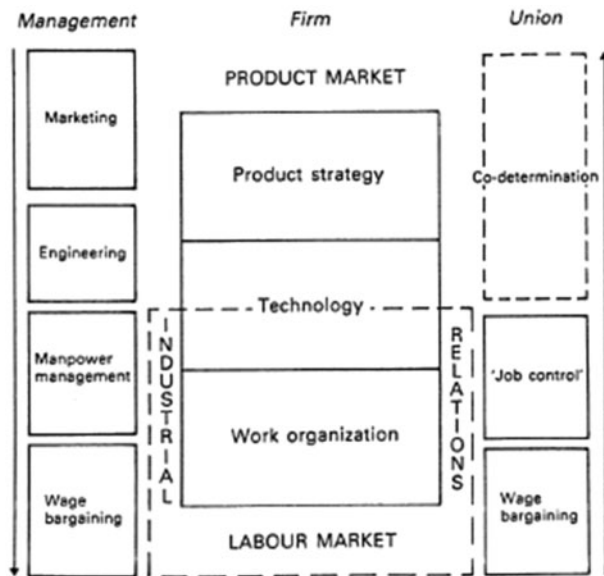 Management
Firm
Union
PRODUCT MARKET
Marketing
Product strategy
Co-determination
Engineering
Technology
INDUSTRIAL
RELATIONS
Manpower
management
'Job control'
Work organization
Wage
bargaining
Wage
bargaining
LABOUR MARKET